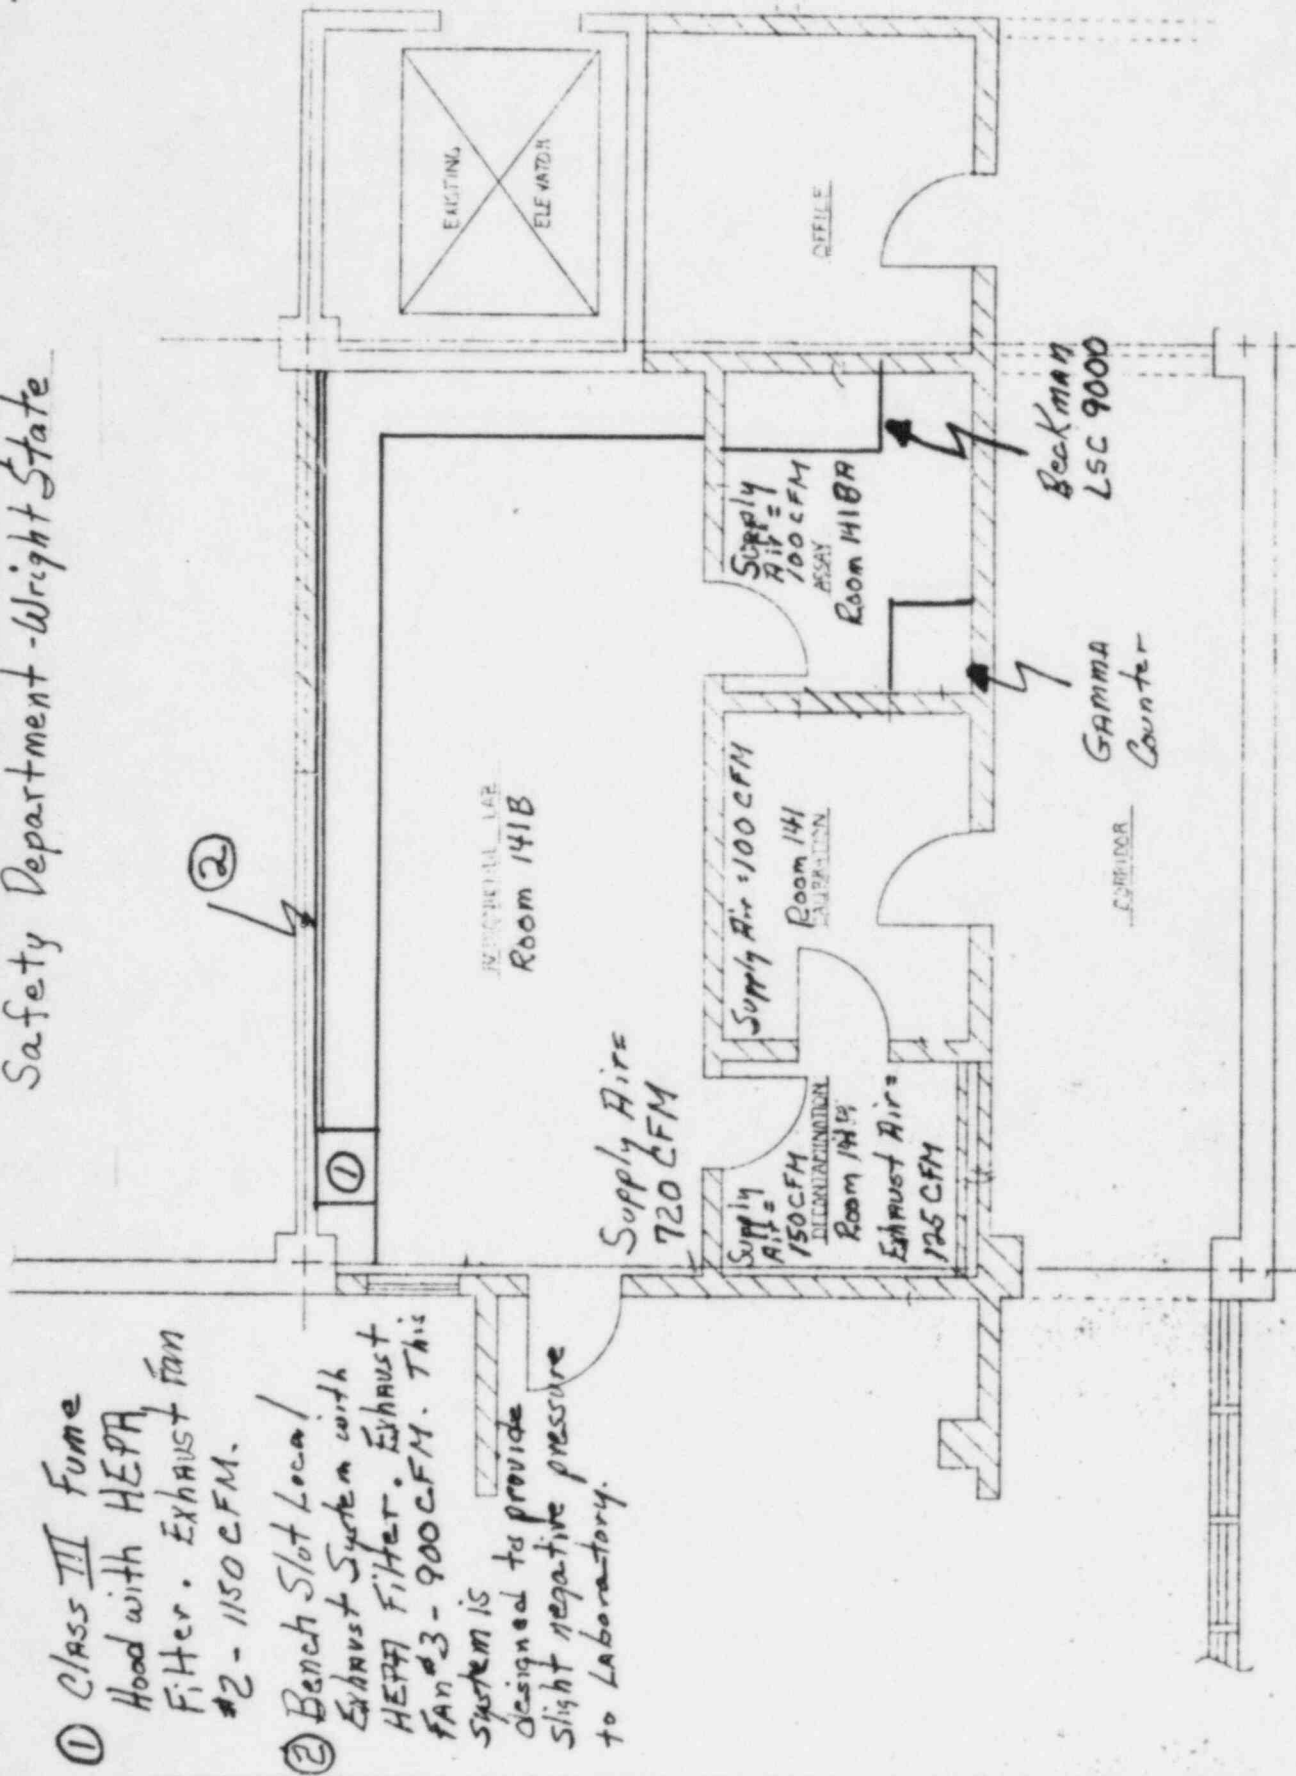 Safety Department - Wright State
① Class III Fume
Hood with HEPA
Filter. Exhaust Fan
#2 - 1150 CFM.
② Bench Slot Local
Exhaust System with
HEPA Filter. Exhaust
FAN #3 - 900 CFM. This
system is
designed to provide
slight negative pressure
to Laboratory.
②
①
EXISTING
ELEVATOR
OFFICE
LAB
Room 141B
Supply Air =
720 CFM
Supply
Air =
100 CFM
ASSAY
Room 141BA
Supply Air = 100 CFM
Room 141
Supply
Air =
150 CFM
DECONTAMINATION
Room
Exhaust Air =
125 CFM
Beckman
LSC 9000
GAMMA
Counter
CORRIDOR